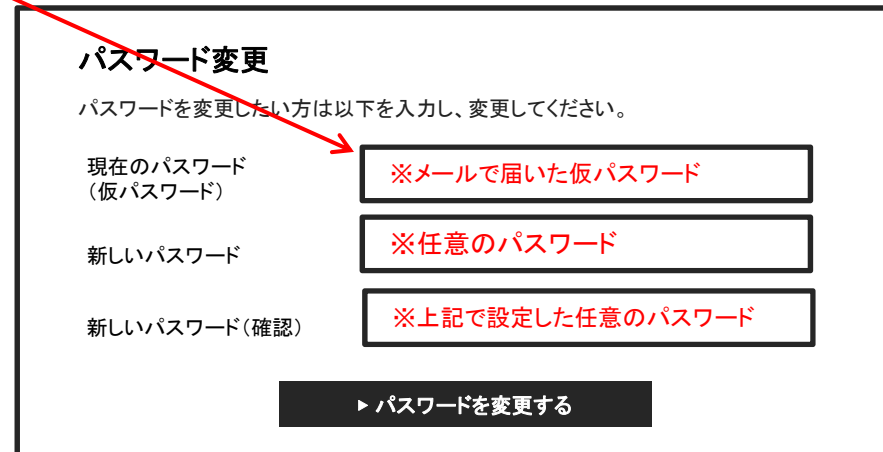 パスワード変更
パスワードを変更したい方は以下を入力し、変更してください。
現在のパスワード
（仮パスワード）
※メールで届いた仮パスワード
新しいパスワード
※任意のパスワード
新しいパスワード（確認）
※上記で設定した任意のパスワード
▶ パスワードを変更する